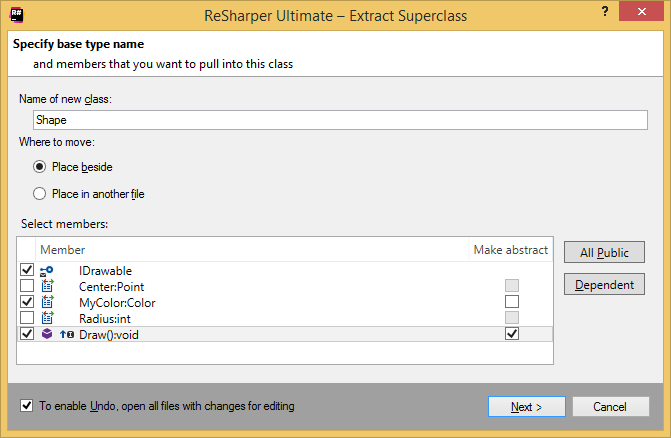 R#
ReSharper Ultimate – Extract Superclass
?
Specify base type name
and members that you want to pull into this class
Name of new class:
Shape
Where to move:
Place beside
Place in another file
Select members:
Member Make abstract
IDrawable
Center:Point
MyColor:Color
Radius:int
Draw():void
All Public
Dependent
To enable Undo, open all files with changes for editing
Next >
Cancel